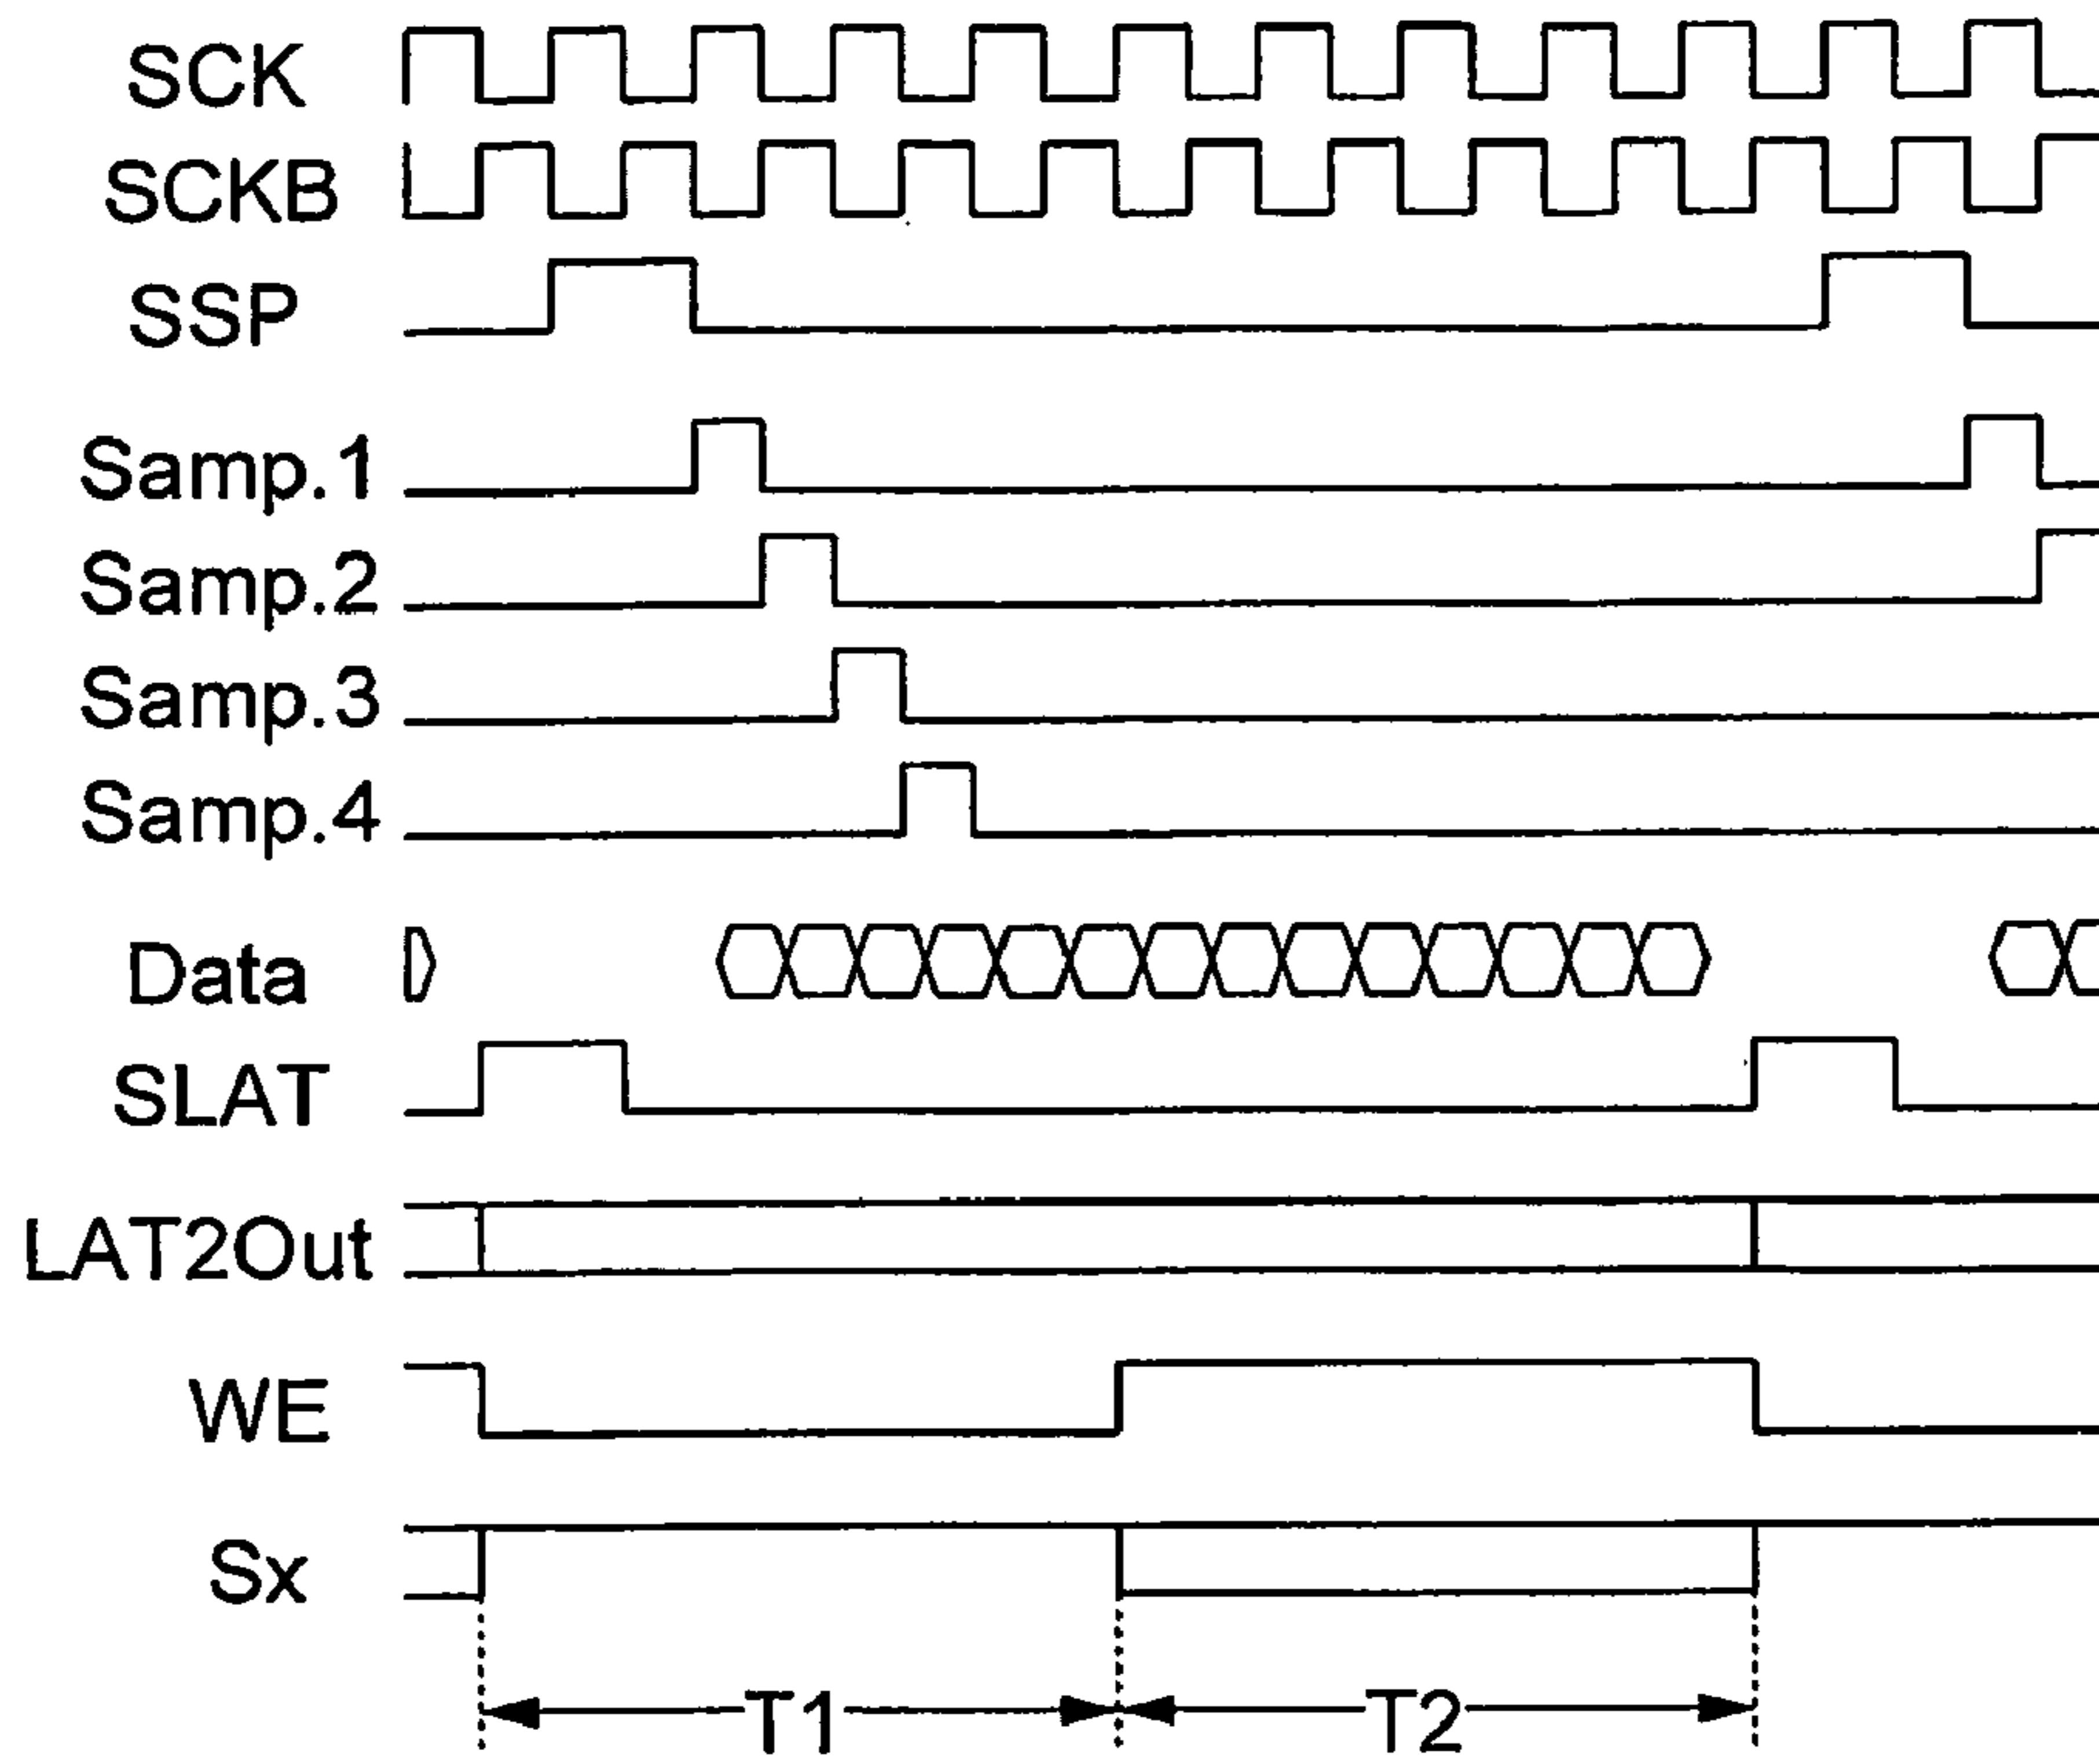 SCK
SCKB
SSP
Samp.1
Samp.2
Samp.3
Samp.4
Data
SLAT
LAT2Out
WE
Sx
T1 T2